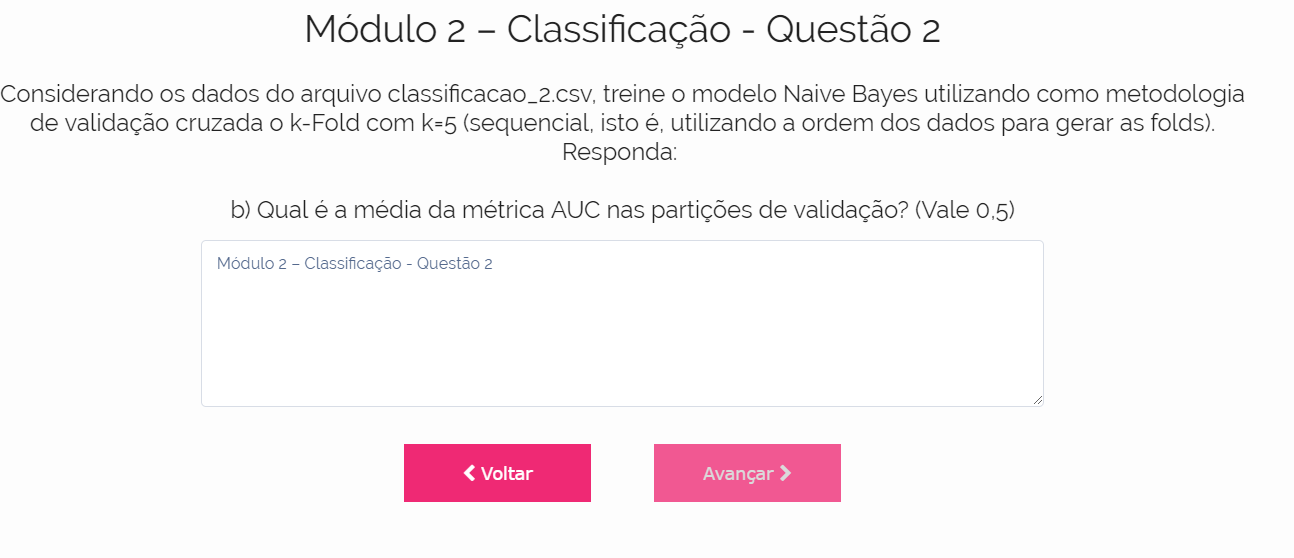 Módulo 2 – Classificação - Questão 2
Considerando os dados do arquivo classificacao_2.csv, treine o modelo Naive Bayes utilizando como metodologia
de validação cruzada o k-Fold com k=5 (sequencial, isto é, utilizando a ordem dos dados para gerar as folds).
Responda:
b) Qual é a média da métrica AUC nas partições de validação? (Vale 0,5)
Módulo 2 – Classificação - Questão 2
Voltar
Avançar